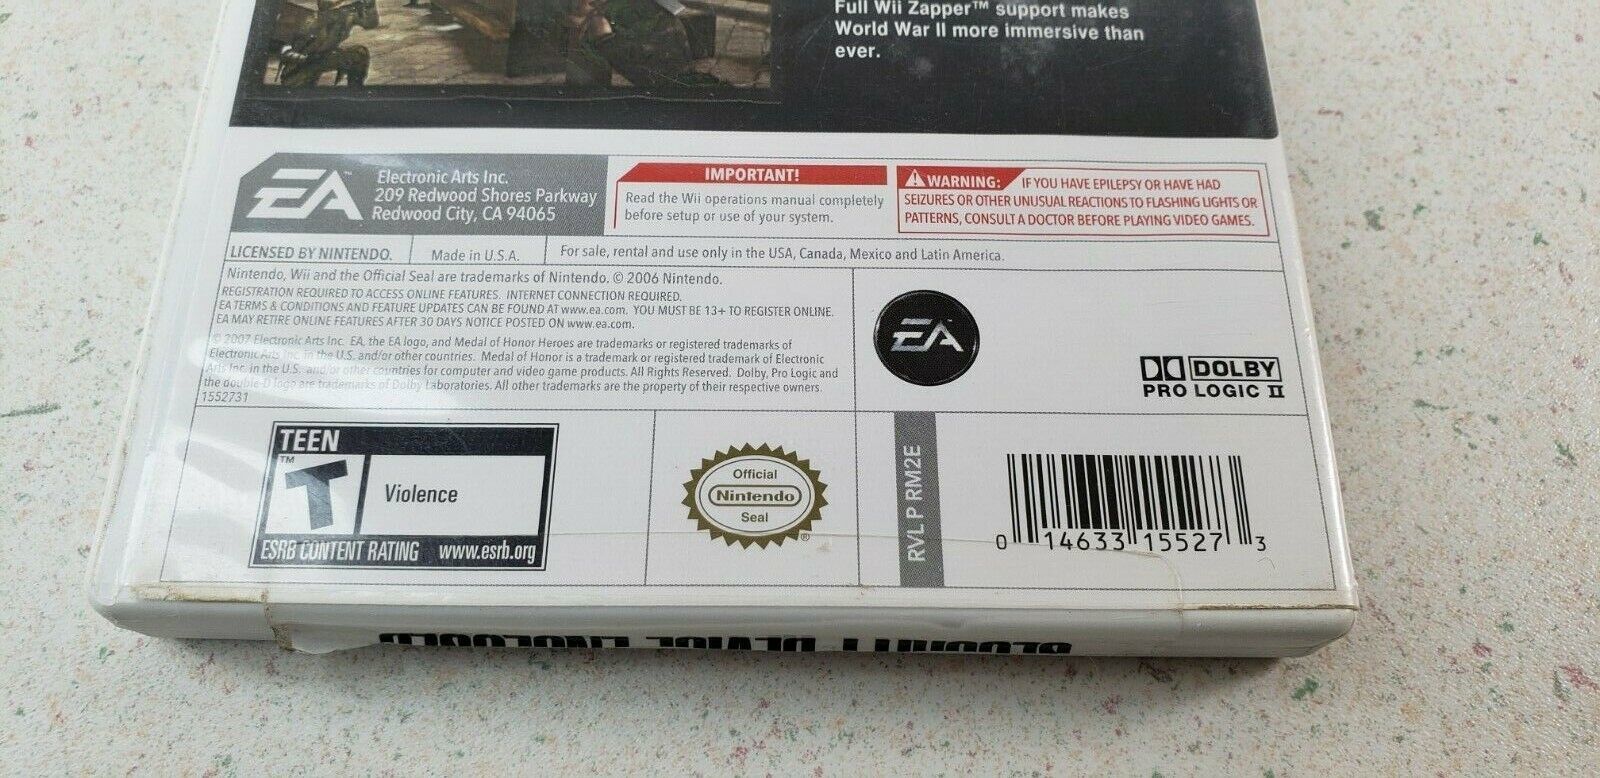 Full Wii Zapper™ support makes
World War II more immersive than
ever.
EA™
Electronic Arts Inc.
209 Redwood Shores Parkway
Redwood City, CA 94065
IMPORTANT!
Read the Wii operations manual completely
before setup or use of your system.
WARNING: IF YOU HAVE EPILEPSY OR HAVE HAD
SEIZURES OR OTHER UNUSUAL REACTIONS TO FLASHING LIGHTS OR
PATTERNS, CONSULT A DOCTOR BEFORE PLAYING VIDEO GAMES.
LICENSED BY NINTENDO.
Made in U.S.A.
For sale, rental and use only in the USA, Canada, Mexico and Latin America.
Nintendo, Wii and the Official Seal are trademarks of Nintendo. © 2006 Nintendo.
REGISTRATION REQUIRED TO ACCESS ONLINE FEATURES. INTERNET CONNECTION REQUIRED.
EA TERMS & CONDITIONS AND FEATURE UPDATES CAN BE FOUND AT www.ea.com. YOU MUST BE 13+ TO REGISTER ONLINE.
EA MAY RETIRE ONLINE FEATURES AFTER 30 DAYS NOTICE POSTED ON www.ea.com.
© 2007 Electronic Arts Inc. EA, the EA logo, and Medal of Honor Heroes are trademarks or registered trademarks of
Electronic Arts Inc. in the U.S. and/or other countries. Medal of Honor is a trademark or registered trademark of Electronic
Arts Inc. in the U.S. and/or other countries for computer and video game products. All Rights Reserved. Dolby, Pro Logic and
the double-D logo are trademarks of Dolby Laboratories. All other trademarks are the property of their respective owners.
1552731
EA™
DOLBY
PRO LOGIC II
TEEN
T™
Violence
ESRB CONTENT RATING www.esrb.org
Official
Nintendo
Seal®
RVL P RM2E
0 14633 15527 3
SECURITY DEVICE ENCLOSED